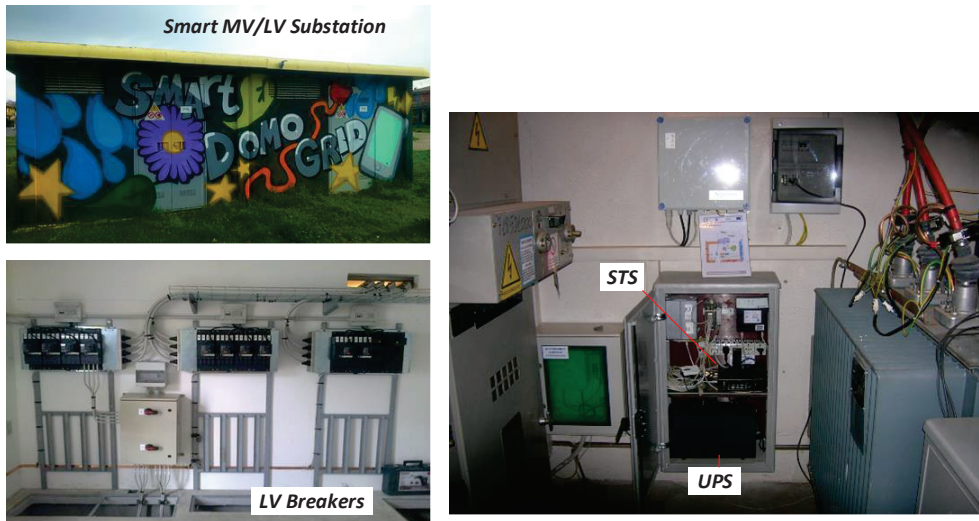 Smart MV/LV Substation
SMART
DOMO
GRID
LV Breakers
STS
UPS